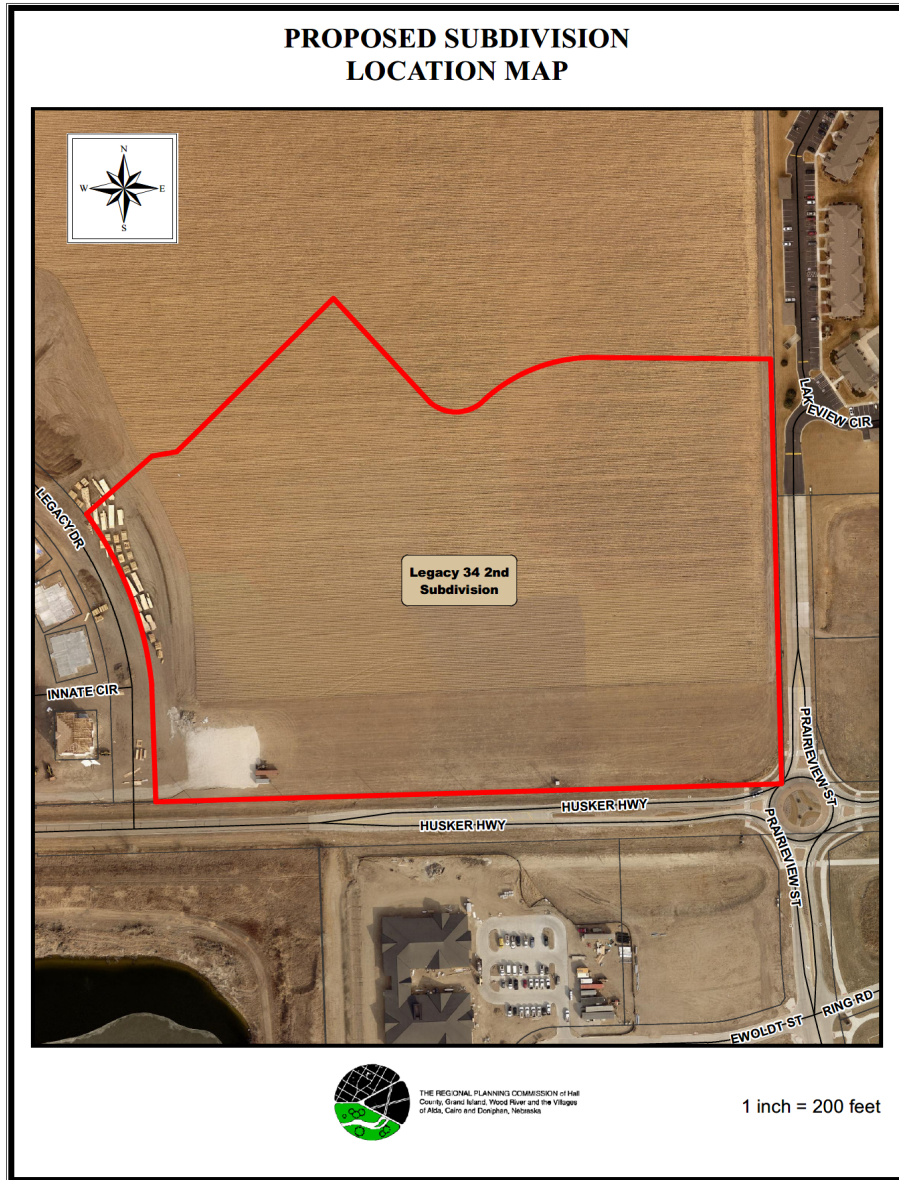 PROPOSED SUBDIVISION
LOCATION MAP
N
W
E
S
LAKEVIEW CIR
LEGACY DR
Legacy 34 2nd
Subdivision
INNATE CIR
PRAIRIEVIEW ST
HUSKER HWY
HUSKER HWY
PRAIRIEVIEW ST
EWOLDT ST
RING RD
THE REGIONAL PLANNING COMMISSION of Hall
County, Grand Island, Wood River and the Villages
of Alda, Cairo and Doniphan, Nebraska
1 inch = 200 feet